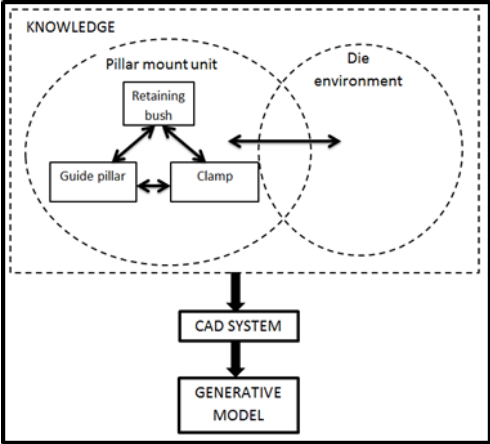 KNOWLEDGE
Pillar mount unit
Die
environment
Retaining
bush
Guide pillar
Clamp
CAD SYSTEM
GENERATIVE
MODEL